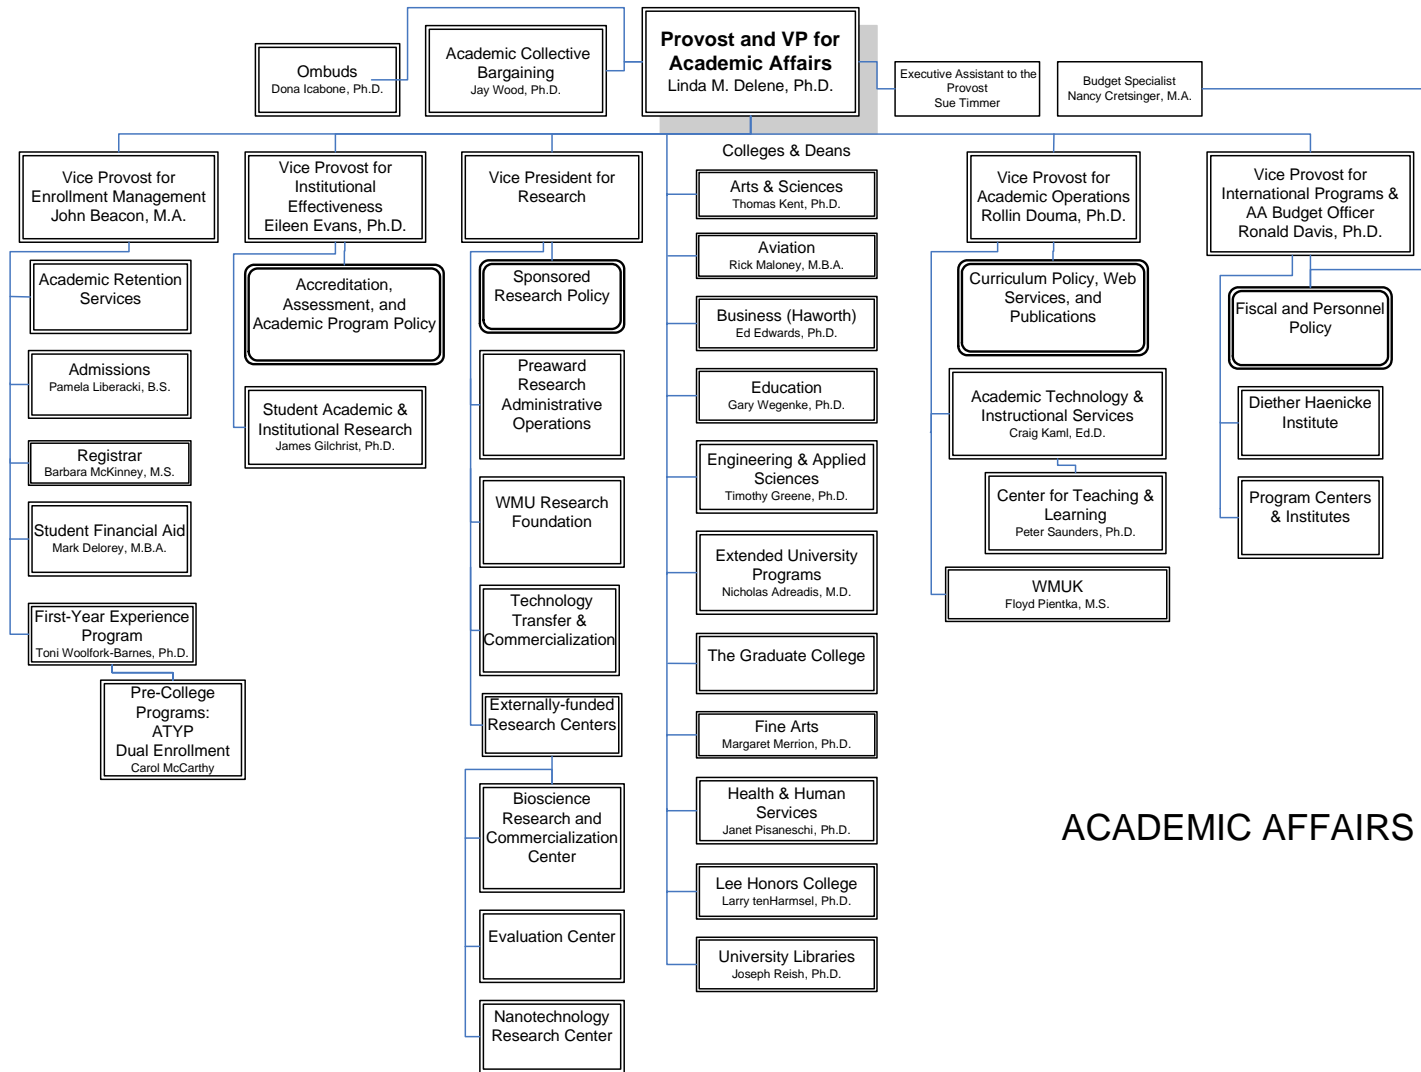 Ombuds
Dona Icabone, Ph.D.
Academic Collective
Bargaining
Jay Wood, Ph.D.
Provost and VP for
Academic Affairs
Linda M. Delene, Ph.D.
Executive Assistant to the
Provost
Sue Timmer
Budget Specialist
Nancy Cretsinger, M.A.
Vice Provost for
Enrollment Management
John Beacon, M.A.
Academic Retention
Services
Admissions
Pamela Liberacki, B.S.
Registrar
Barbara McKinney, M.S.
Student Financial Aid
Mark Delorey, M.B.A.
First-Year Experience
Program
Toni Woolfork-Barnes, Ph.D.
Pre-College
Programs:
ATYP
Dual Enrollment
Carol McCarthy
Vice Provost for
Institutional
Effectiveness
Eileen Evans, Ph.D.
Accreditation,
Assessment, and
Academic Program Policy
Student Academic &
Institutional Research
James Gilchrist, Ph.D.
Vice President for
Research
Sponsored
Research Policy
Preaward
Research
Administrative
Operations
WMU Research
Foundation
Technology
Transfer &
Commercialization
Externally-funded
Research Centers
Bioscience
Research and
Commercialization
Center
Evaluation Center
Nanotechnology
Research Center
Colleges & Deans
Arts & Sciences
Thomas Kent, Ph.D.
Aviation
Rick Maloney, M.B.A.
Business (Haworth)
Ed Edwards, Ph.D.
Education
Gary Wegenke, Ph.D.
Engineering & Applied
Sciences
Timothy Greene, Ph.D.
Extended University
Programs
Nicholas Adreadis, M.D.
The Graduate College
Fine Arts
Margaret Merrion, Ph.D.
Health & Human
Services
Janet Pisaneschi, Ph.D.
Lee Honors College
Larry tenHarmsel, Ph.D.
University Libraries
Joseph Reish, Ph.D.
Vice Provost for
Academic Operations
Rollin Douma, Ph.D.
Curriculum Policy, Web
Services, and
Publications
Academic Technology &
Instructional Services
Craig Kaml, Ed.D.
Center for Teaching &
Learning
Peter Saunders, Ph.D.
WMUK
Floyd Pientka, M.S.
Vice Provost for
International Programs &
AA Budget Officer
Ronald Davis, Ph.D.
Fiscal and Personnel
Policy
Diether Haenicke
Institute
Program Centers
& Institutes
ACADEMIC AFFAIRS